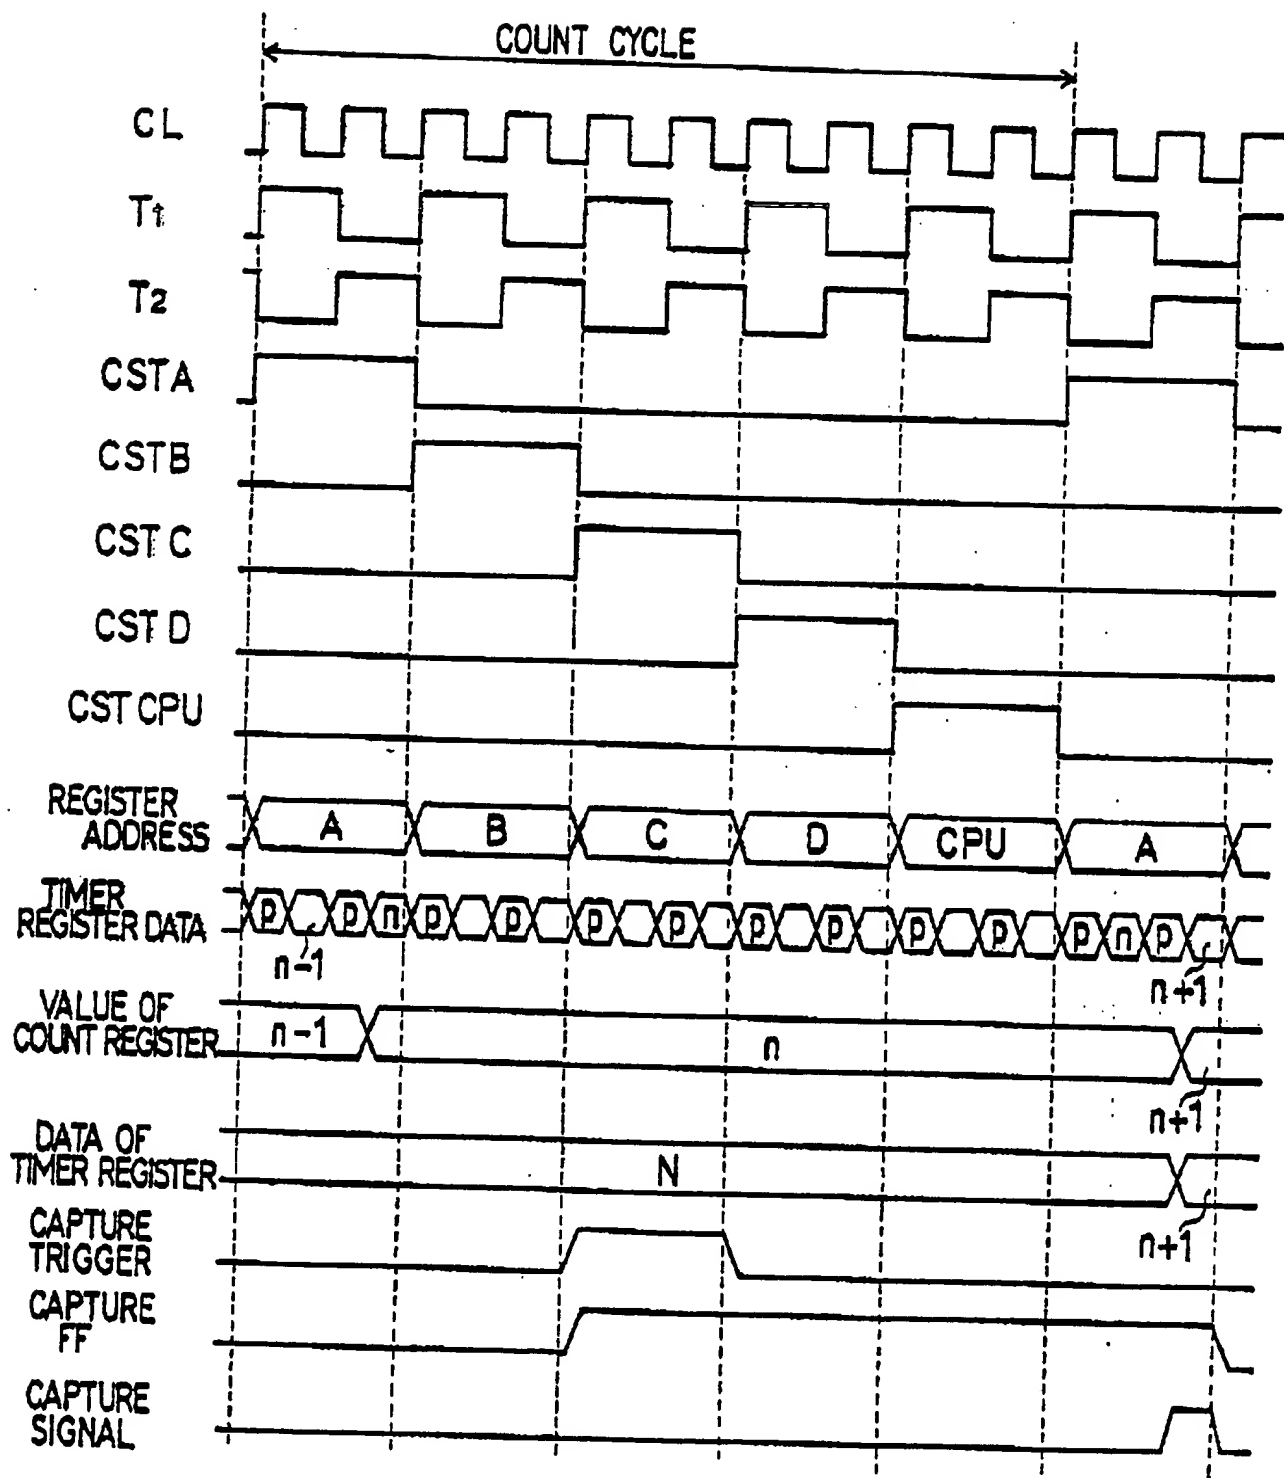 COUNT CYCLE
CL
T1
T2
CSTA
CSTB
CST C
CST D
CST CPU
REGISTER
ADDRESS
A B C D CPU A
TIMER
REGISTER DATA
p p n p p p p p p p p p n p
n-1
n+1
VALUE OF
COUNT REGISTER
n-1 n
n+1
DATA OF
TIMER REGISTER
N
n+1
CAPTURE
TRIGGER
CAPTURE
FF
CAPTURE
SIGNAL